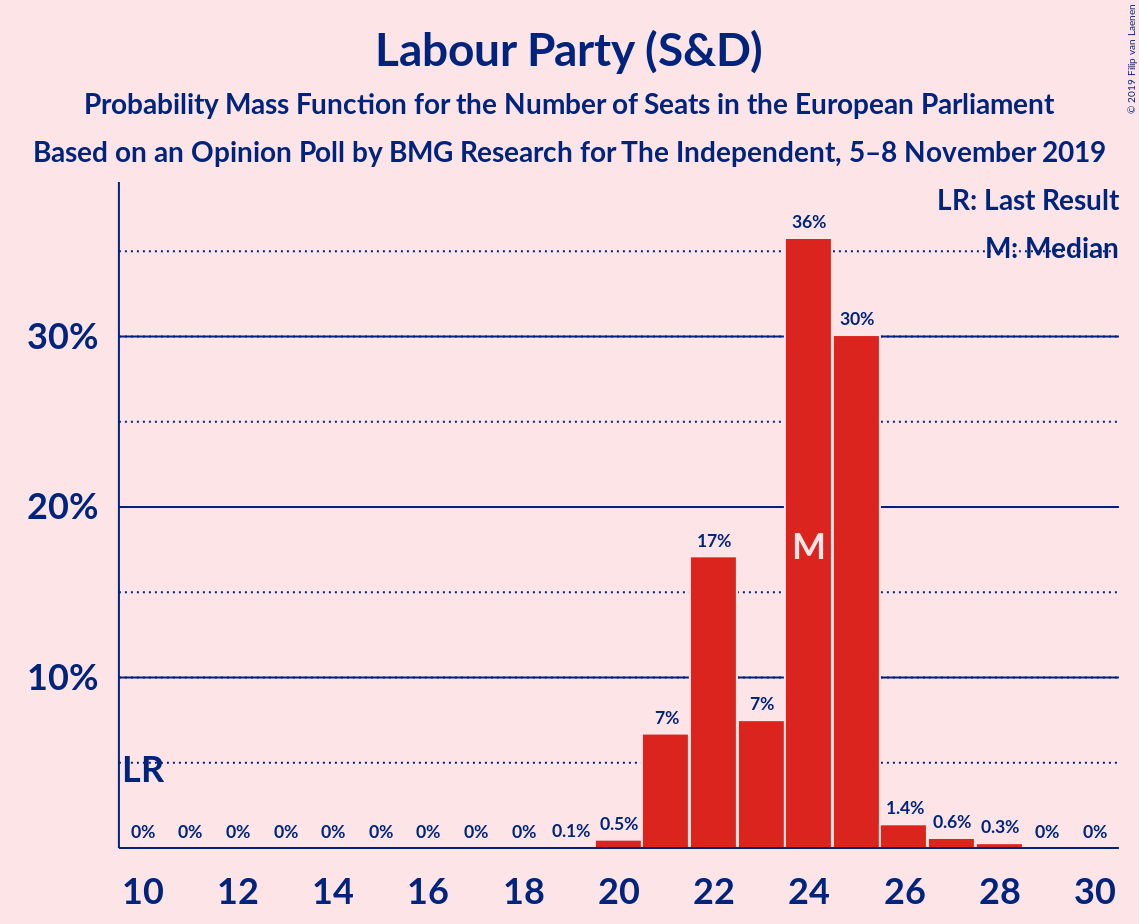 Labour Party (S&D)
Probability Mass Function for the Number of Seats in the European Parliament
Based on an Opinion Poll by BMG Research for The Independent, 5–8 November 2019
© 2019 Filip van Laenen
LR: Last Result
M: Median
36%
30%
30%
20%
17%
M
10%
7%
7%
LR
0% 0% 0% 0% 0% 0% 0% 0% 0% 0.1% 0.5% 1.4% 0.6% 0.3% 0% 0%
10 12 14 16 18 20 22 24 26 28 30